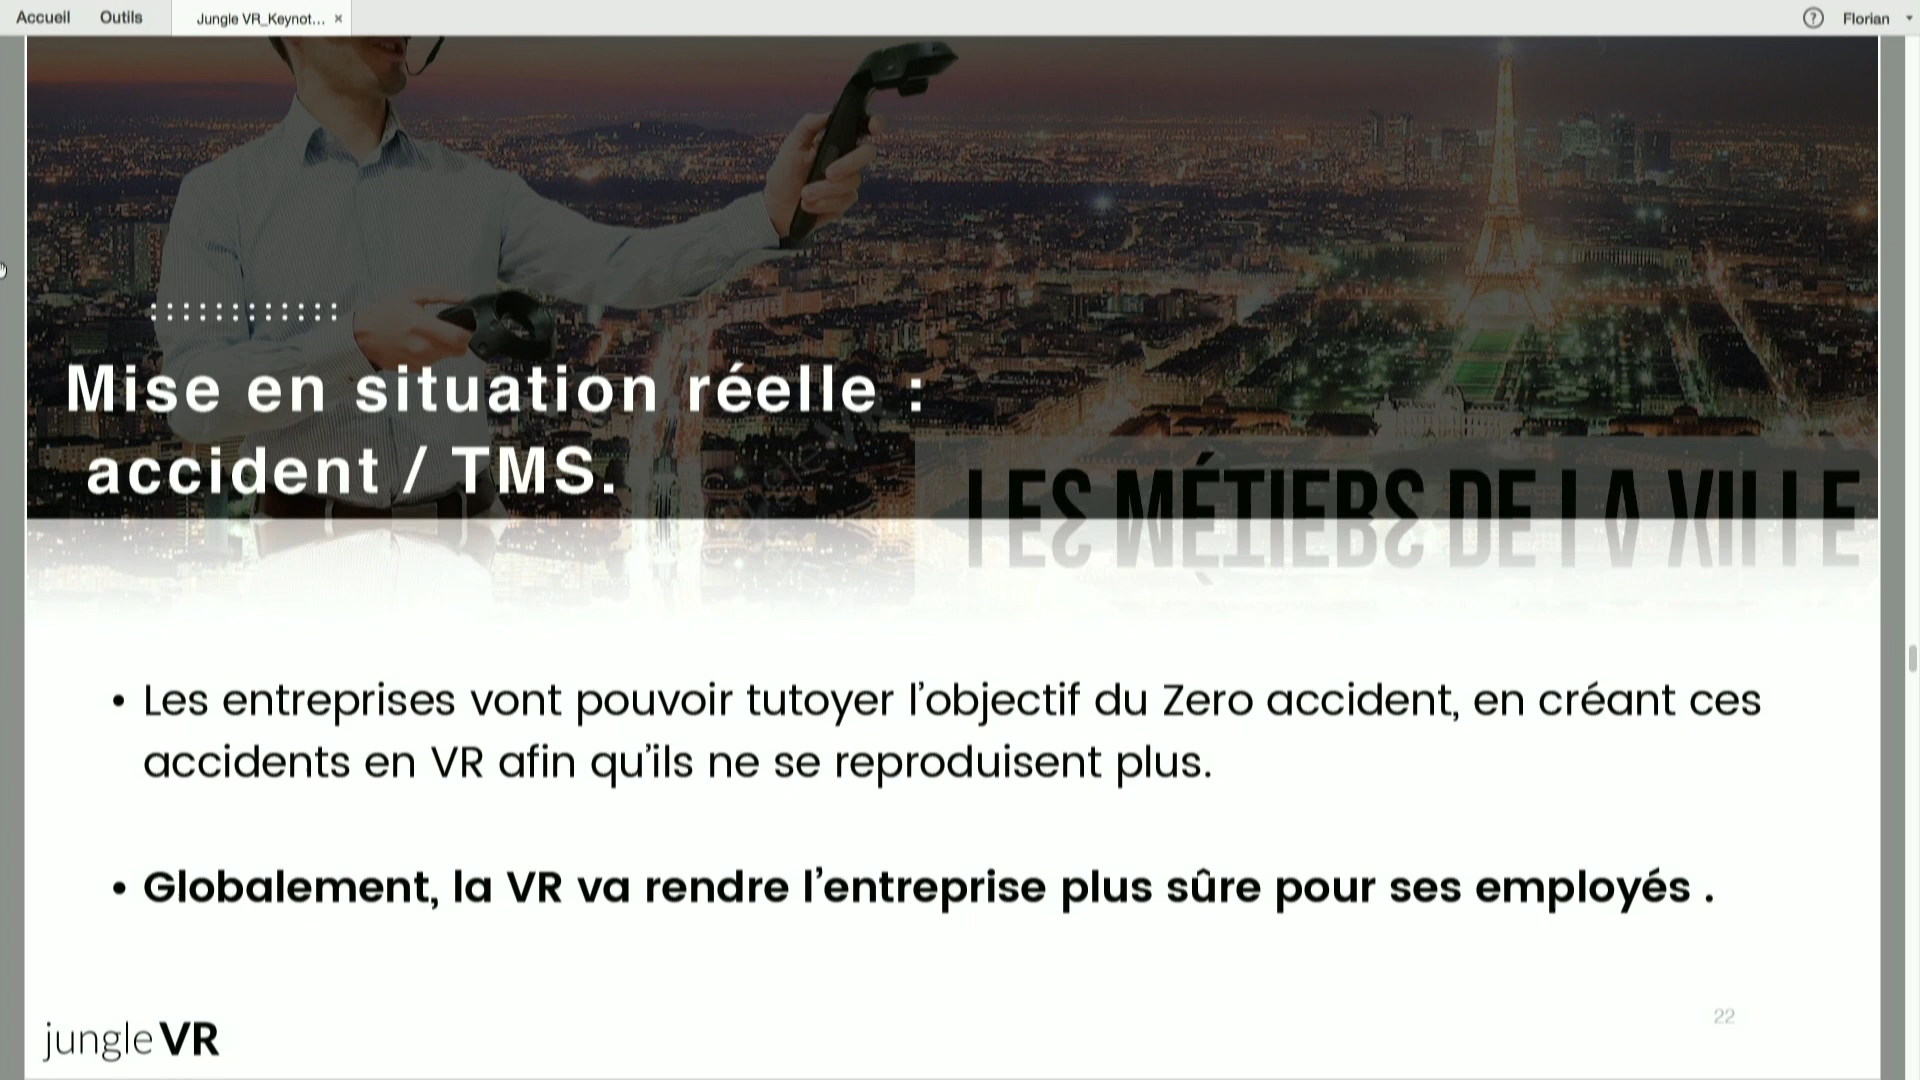 Accueil Outils Jungle VR_Keynot... × ? Florian
Mise en situation réelle :
accident / TMS.
LES MÉTIERS DE LA VILLE
• Les entreprises vont pouvoir tutoyer l'objectif du Zero accident, en créant ces
accidents en VR afin qu'ils ne se reproduisent plus.
• Globalement, la VR va rendre l'entreprise plus sûre pour ses employés .
22
jungle VR